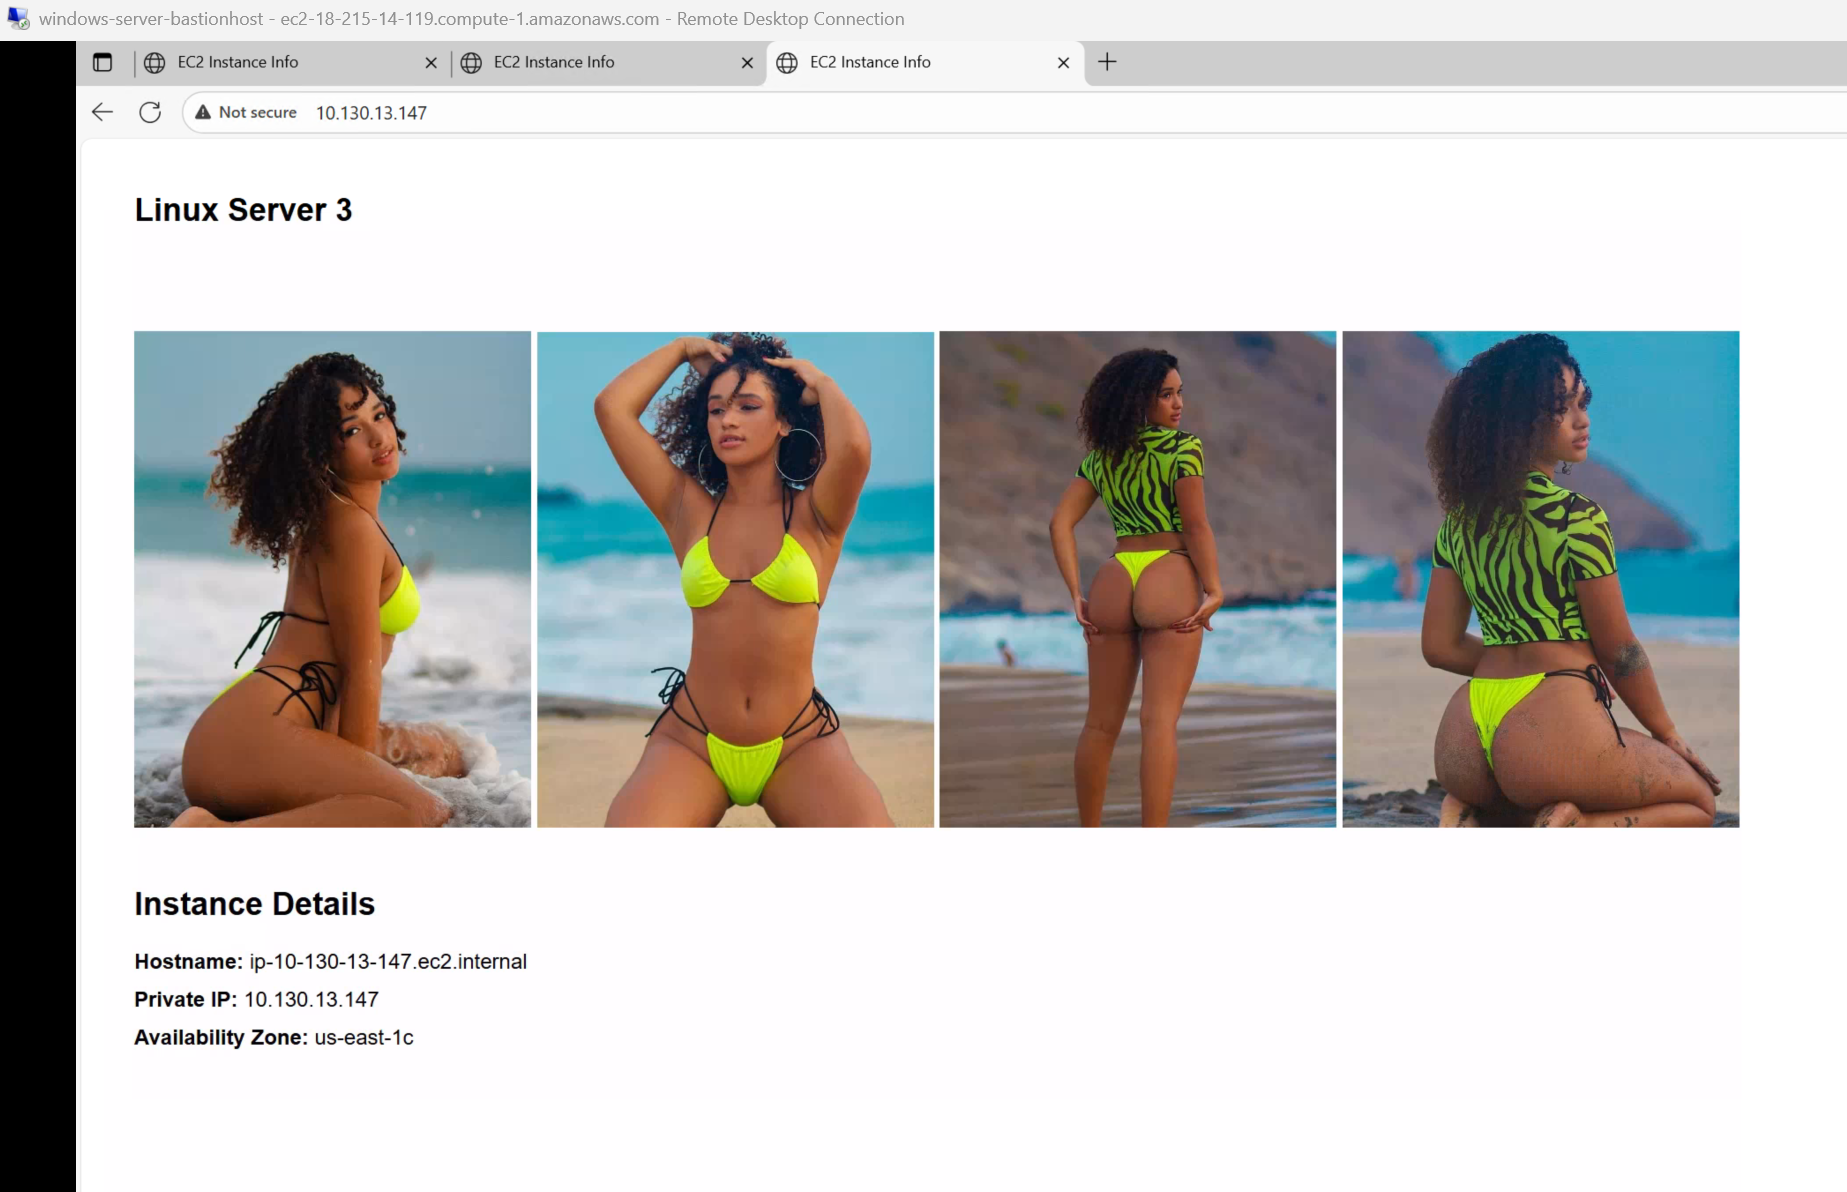 windows-server-bastionhost - ec2-18-215-14-119.compute-1.amazonaws.com - Remote Desktop Connection
EC2 Instance Info
EC2 Instance Info
EC2 Instance Info
Not secure 10.130.13.147
Linux Server 3
Instance Details
Hostname: ip-10-130-13-147.ec2.internal
Private IP: 10.130.13.147
Availability Zone: us-east-1c